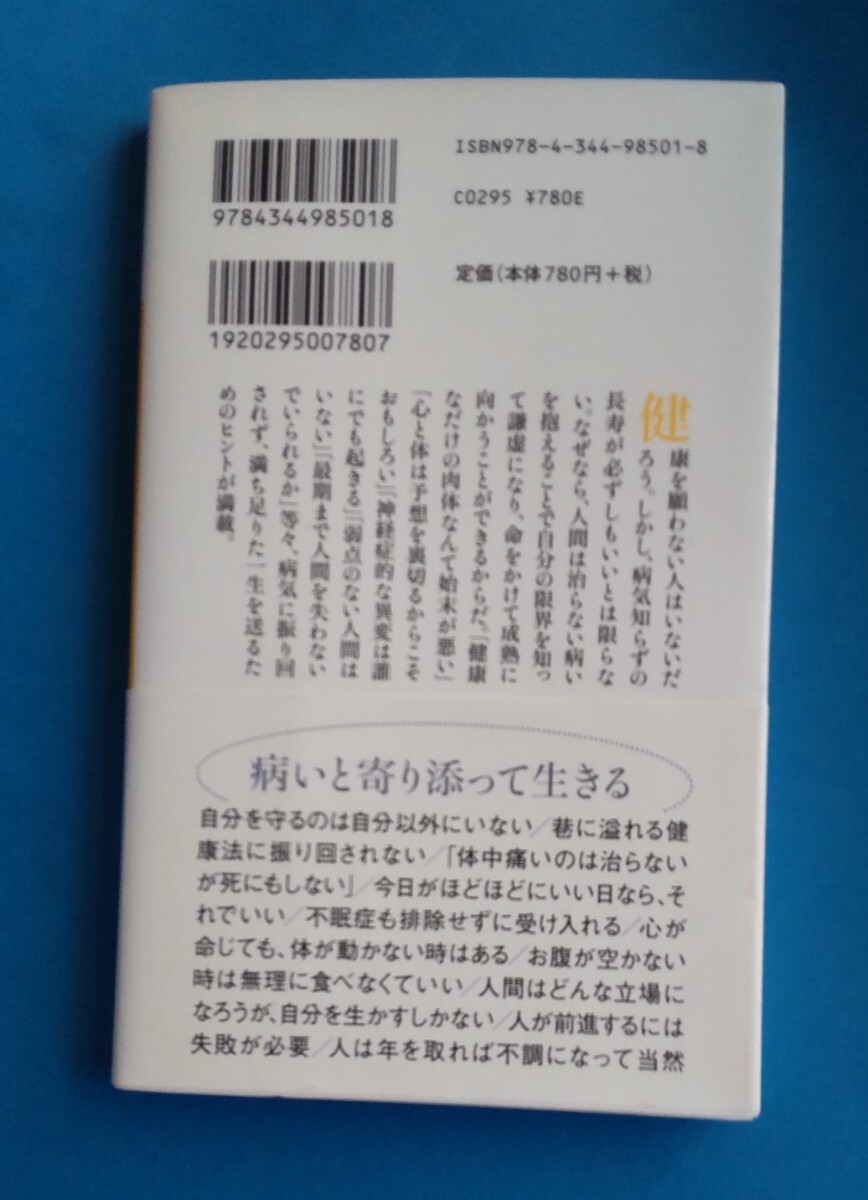 ISBN978-4-344-98501-8
9784344985018
C0295 ¥780E
定価(本体780円+税)
1920295007807
健康を願わない人はいないだ
ろう。しかし、病気知らずの
長寿が必ずしもいいとは限らな
い。なぜなら、人間は治らない病い
を抱えることで自分の限界を知っ
て謙虚になり、命をかけて成熟に
向かうことができるからだ。「健康
なだけの肉体なんて始末が悪い」
「心と体は予想を裏切るからこそ
おもしろい」「神経症的な異変は誰
にでも起きる」「弱点のない人間は
いない」「最期まで人間を失わない
でいられるか」等々、病気に振り回
されず、満ち足りた一生を送るた
めのヒントが満載。
病いと寄り添って生きる
自分を守るのは自分以外にいない/巷に溢れる健
康法に振り回されない/「体中痛いのは治らない
が死にもしない」/今日がほどほどにいい日なら、そ
れでいい/不眠症も排除せずに受け入れる/心が
命じても、体が動かない時はある/お腹が空かない
時は無理に食べなくていい/人間はどんな立場に
なろうが、自分を生かすしかない/人が前進するには
失敗が必要/人は年を取れば不調になって当然